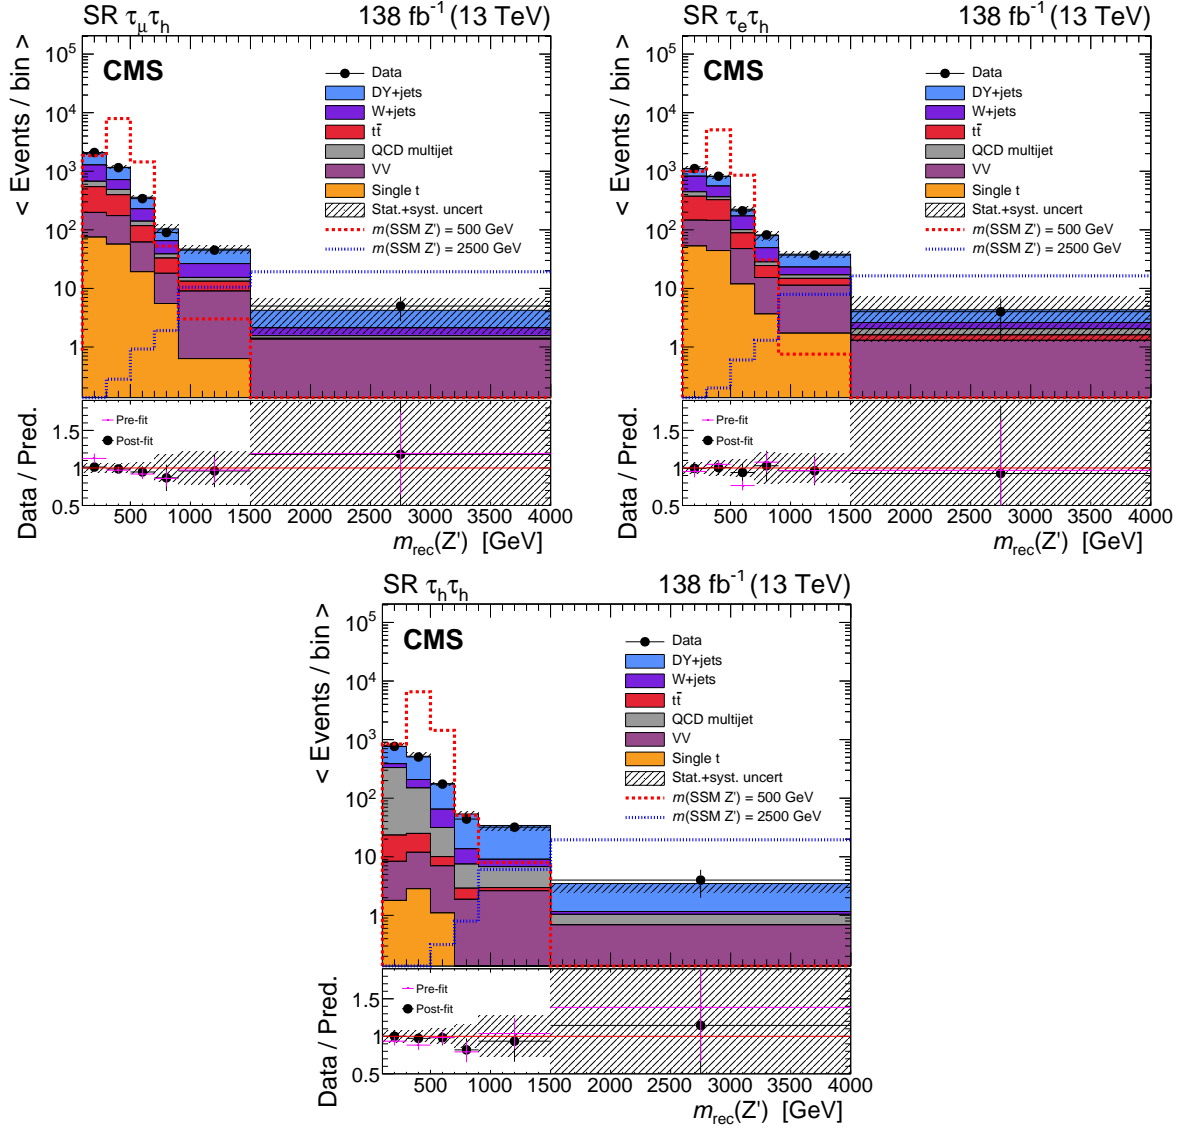 SR τμτh 138 fb⁻¹ (13 TeV)
CMS
< Events / bin >
10⁵
10⁴
10³
10²
10
1
Data
DY+jets
W+jets
tt̄
QCD multijet
VV
Single t
Stat.+syst. uncert
m(SSM Z') = 500 GeV
m(SSM Z') = 2500 GeV
Data / Pred.
1.5
1
0.5
Pre-fit
Post-fit
500 1000 1500 2000 2500 3000 3500 4000
m_rec(Z') [GeV]
SR τeτh 138 fb⁻¹ (13 TeV)
CMS
< Events / bin >
10⁵
10⁴
10³
10²
10
1
Data
DY+jets
W+jets
tt̄
QCD multijet
VV
Single t
Stat.+syst. uncert
m(SSM Z') = 500 GeV
m(SSM Z') = 2500 GeV
Data / Pred.
1.5
1
0.5
Pre-fit
Post-fit
500 1000 1500 2000 2500 3000 3500 4000
m_rec(Z') [GeV]
SR τhτh 138 fb⁻¹ (13 TeV)
CMS
< Events / bin >
10⁵
10⁴
10³
10²
10
1
Data
DY+jets
W+jets
tt̄
QCD multijet
VV
Single t
Stat.+syst. uncert
m(SSM Z') = 500 GeV
m(SSM Z') = 2500 GeV
Data / Pred.
1.5
1
0.5
Pre-fit
Post-fit
500 1000 1500 2000 2500 3000 3500 4000
m_rec(Z') [GeV]